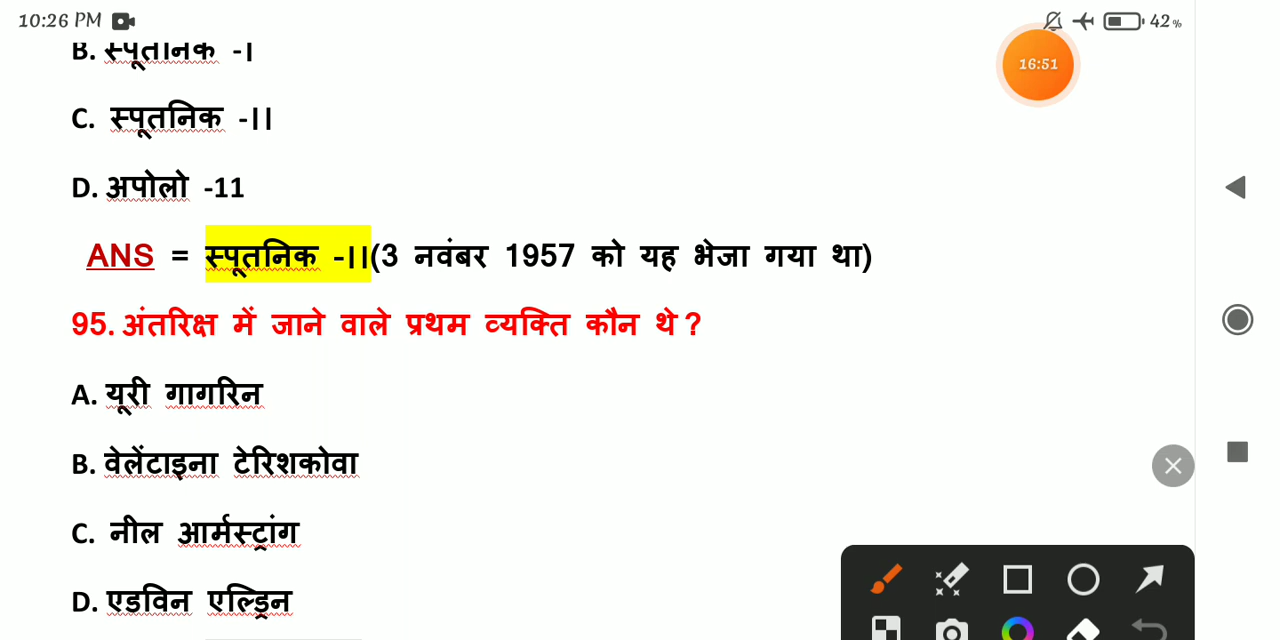 10:26 PM
42%
16:51
B. स्पूतनिक -I
C. स्पूतनिक -II
D. अपोलो -11
ANS = स्पूतनिक -II(3 नवंबर 1957 को यह भेजा गया था)
95. अंतरिक्ष में जाने वाले प्रथम व्यक्ति कौन थे ?
A. यूरी गागरिन
B. वेलेंटाइना टेरिशकोवा
C. नील आर्मस्ट्रांग
D. एडविन एल्ड्रिन